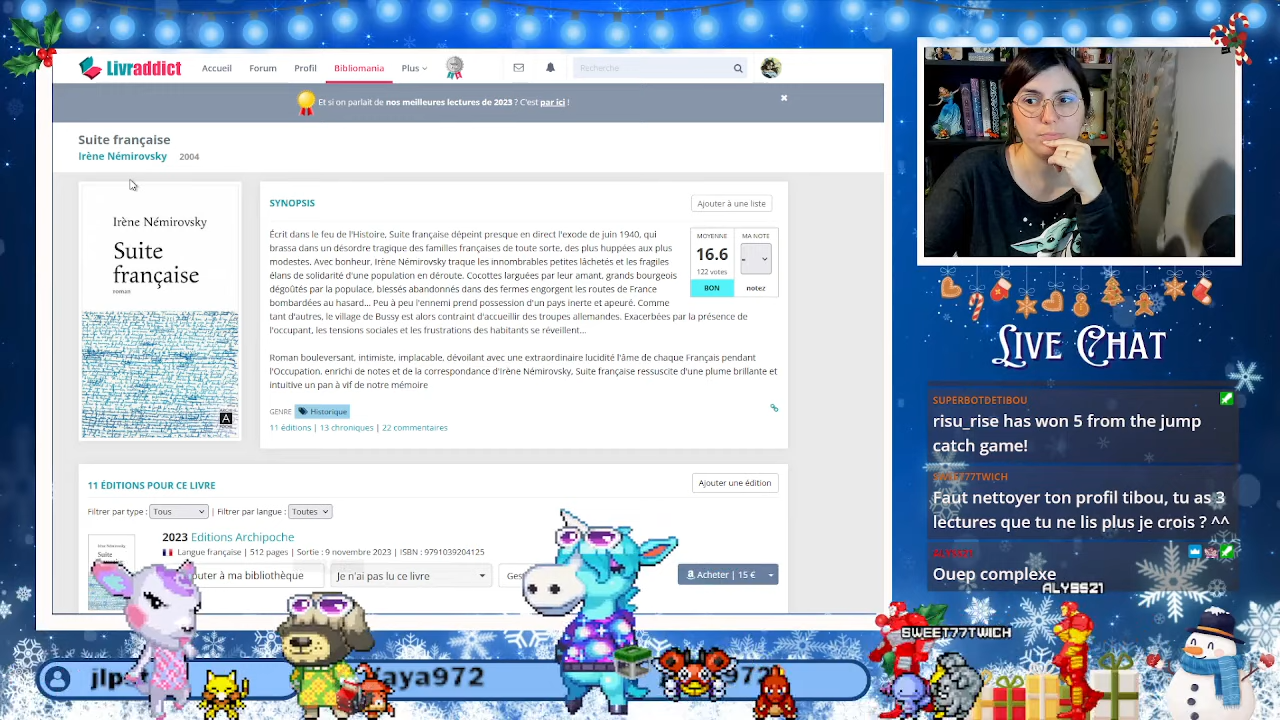 Livraddict
Accueil
Forum
Profil
Bibliomania
Plus
Recherche
Et si on parlait de nos meilleures lectures de 2023 ? C'est par ici !
Suite française
Irène Némirovsky 2004
Irène Némirovsky
Suite
française
roman
SYNOPSIS
Ajouter à une liste
Écrit dans le feu de l'Histoire, Suite française dépeint presque en direct l'exode de juin 1940, qui
brassa dans un désordre tragique des familles françaises de toute sorte, des plus huppées aux plus
modestes. Avec bonheur, Irène Némirovsky traque les innombrables petites lâchetés et les fragiles
élans de solidarité d'une population en déroute. Cocottes larguées par leur amant, grands bourgeois
dégoûtés par la populace, blessés abandonnés dans des fermes engorgent les routes de France
bombardées au hasard... Peu à peu l'ennemi prend possession d'un pays inerte et apeuré. Comme
tant d'autres, le village de Bussy est alors contraint d'accueillir des troupes allemandes. Exacerbées par la présence de
l'occupant, les tensions sociales et les frustrations des habitants se réveillent...
Roman bouleversant, intimiste, implacable, dévoilant avec une extraordinaire lucidité l'âme de chaque Français pendant
l'Occupation, enrichi de notes et de la correspondance d'Irène Némirovsky, Suite française ressuscite d'une plume brillante et
intuitive un pan à vif de notre mémoire
MOYENNE
16.6
122 votes
BON
MA NOTE
-
notez
GENRE Historique
11 éditions | 13 chroniques | 22 commentaires
11 ÉDITIONS POUR CE LIVRE
Ajouter une édition
Filtrer par type : Tous | Filtrer par langue : Toutes
2023 Editions Archipoche
Langue française | 512 pages | Sortie : 9 novembre 2023 | ISBN : 9791039204125
outer à ma bibliothèque
Je n'ai pas lu ce livre
Gest
Acheter | 15 €
LIVE CHAT
SUPERBOTDETIBOU
risu_rise has won 5 from the jump
catch game!
SWEET77TWICH
Faut nettoyer ton profil tibou, tu as 3
lectures que tu ne lis plus je crois ? ^^
ALYSS21
Ouep complexe
ALYSS21
SWEET77TWICH
jlp
aya972